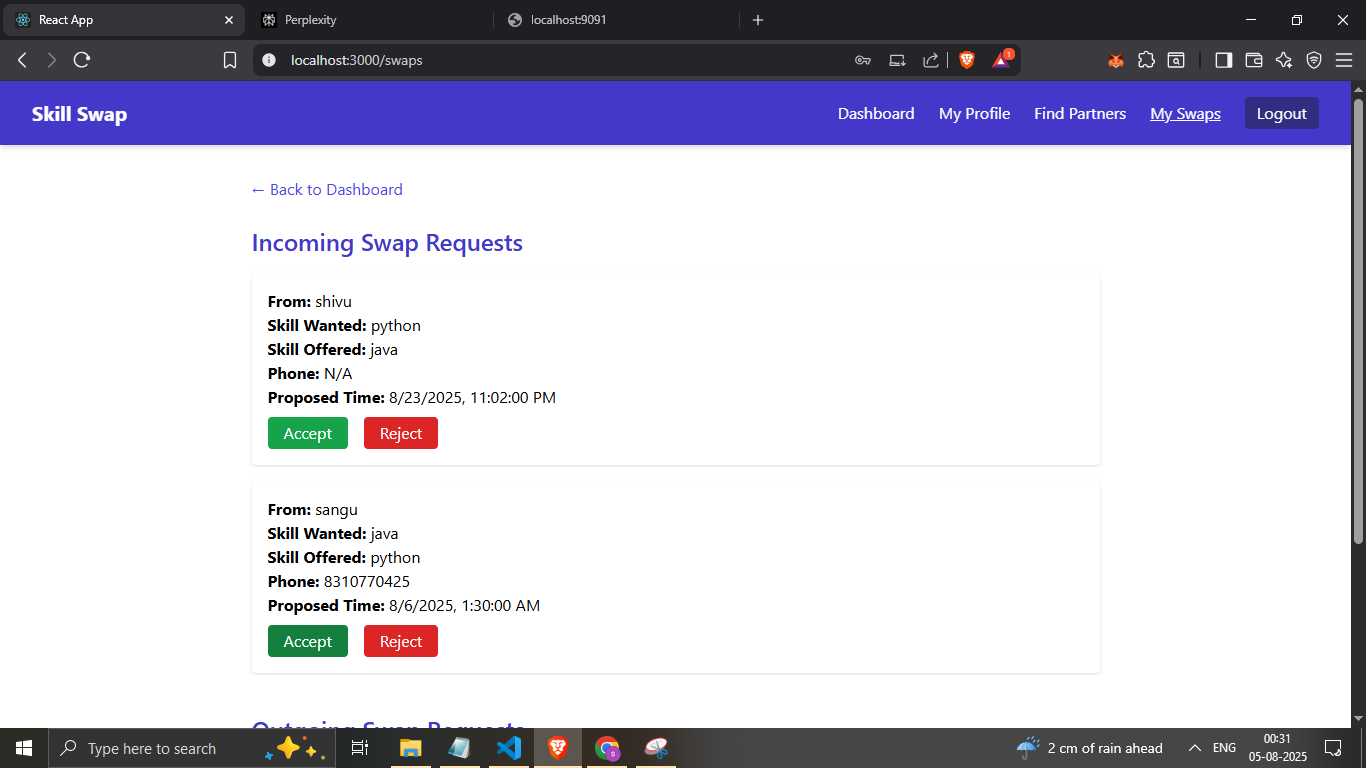 React App
Perplexity
localhost:9091
localhost:3000/swaps
1
Skill Swap
Dashboard
My Profile
Find Partners
My Swaps
Logout
← Back to Dashboard
Incoming Swap Requests
From: shivu
Skill Wanted: python
Skill Offered: java
Phone: N/A
Proposed Time: 8/23/2025, 11:02:00 PM
Accept
Reject
From: sangu
Skill Wanted: java
Skill Offered: python
Phone: 8310770425
Proposed Time: 8/6/2025, 1:30:00 AM
Accept
Reject
Outgoing Swap Requests
Type here to search
S
2 cm of rain ahead
ENG
00:31
05-08-2025